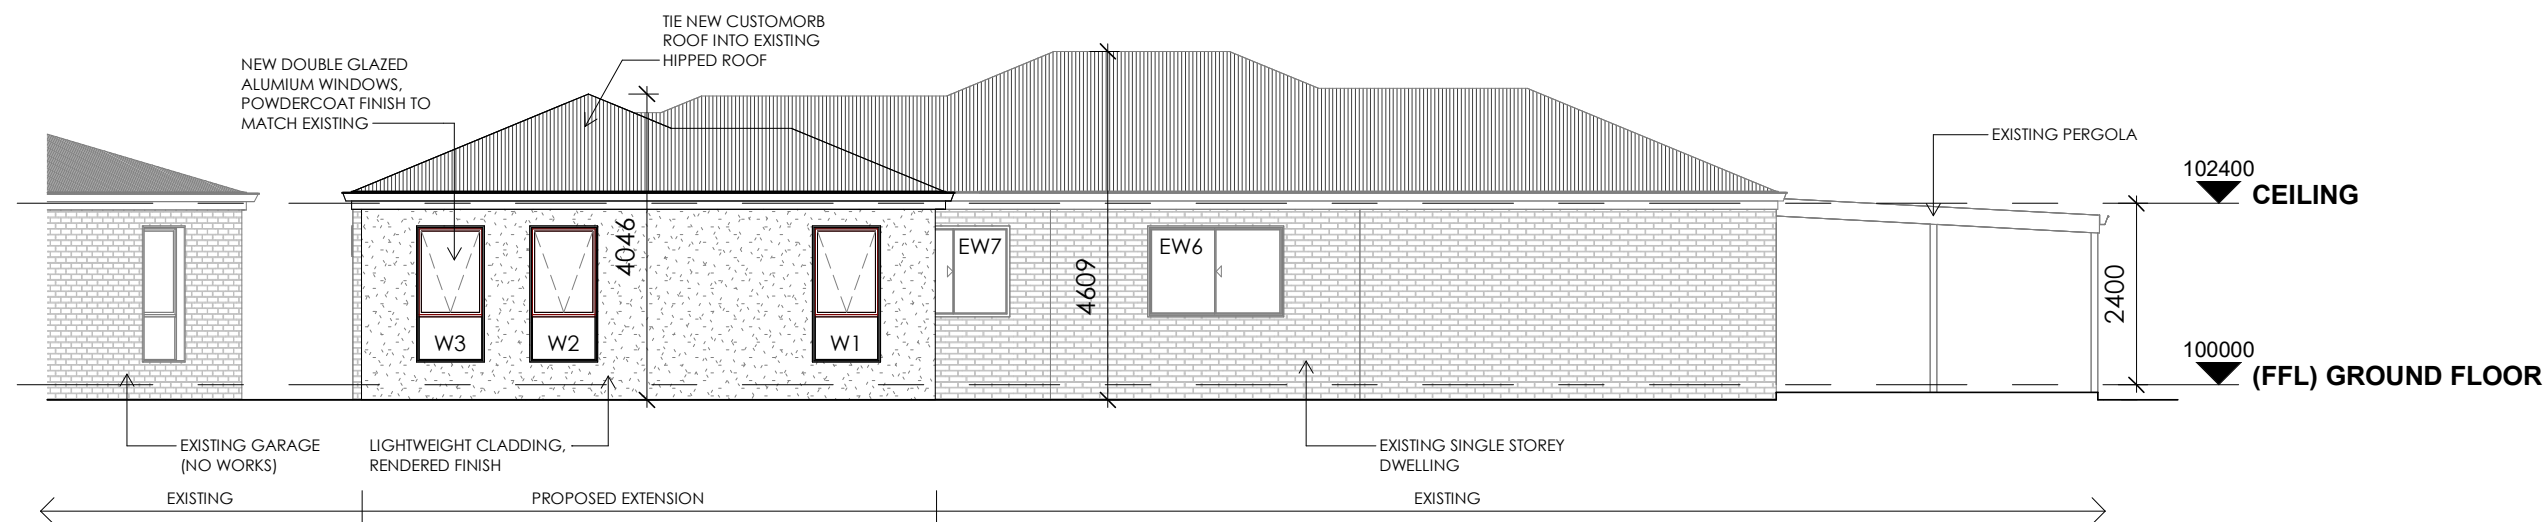 TIE NEW CUSTOMORB
ROOF INTO EXISTING
HIPPED ROOF
NEW DOUBLE GLAZED
ALUMIUM WINDOWS,
POWDERCOAT FINISH TO
MATCH EXISTING
EXISTING PERGOLA
102400
CEILING
4046
4609
EW7
EW6
2400
W3
W2
W1
100000
(FFL) GROUND FLOOR
EXISTING GARAGE
(NO WORKS)
LIGHTWEIGHT CLADDING,
RENDERED FINISH
EXISTING SINGLE STOREY
DWELLING
EXISTING
PROPOSED EXTENSION
EXISTING